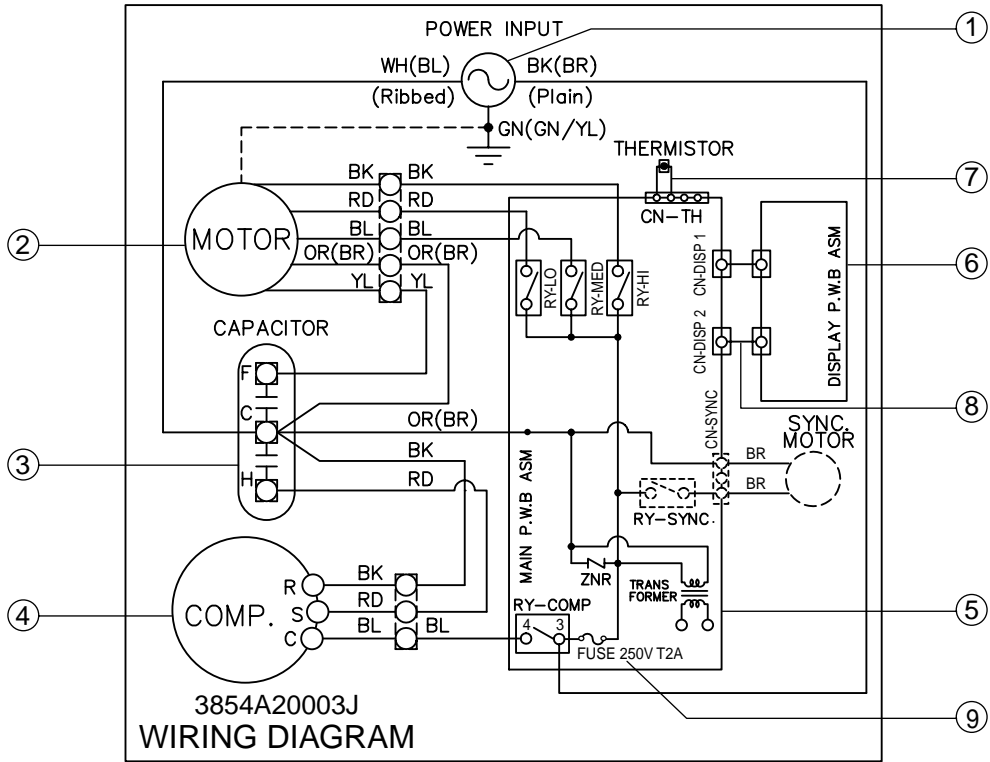 POWER INPUT
1
WH(BL) BK(BR)
(Ribbed) (Plain)
GN(GN/YL)
THERMISTOR
7
CN-TH
BK BK
RD RD
BL BL
OR(BR) OR(BR)
YL YL
2
MOTOR
RY-LO
RY-MED
RY-HI
CN-DISP 1
CN-DISP 2
DISPLAY P.W.B ASM
6
8
CAPACITOR
F
C
H
3
OR(BR)
BK
RD
CN-SYNC
SYNC.
MOTOR
BR
BR
RY-SYNC.
MAIN P.W.B ASM
ZNR
TRANS
FORMER
5
4
COMP.
R
S
C
BK
RD
BL BL
RY-COMP
4 3
FUSE 250V T2A
9
3854A20003J
WIRING DIAGRAM